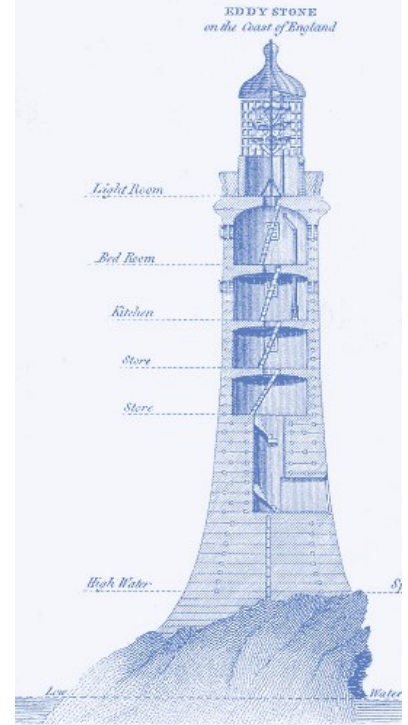 EDDY STONE
on the Coast of England
Light Room
Bed Room
Kitchen
Store
Store
High Water
Low Water